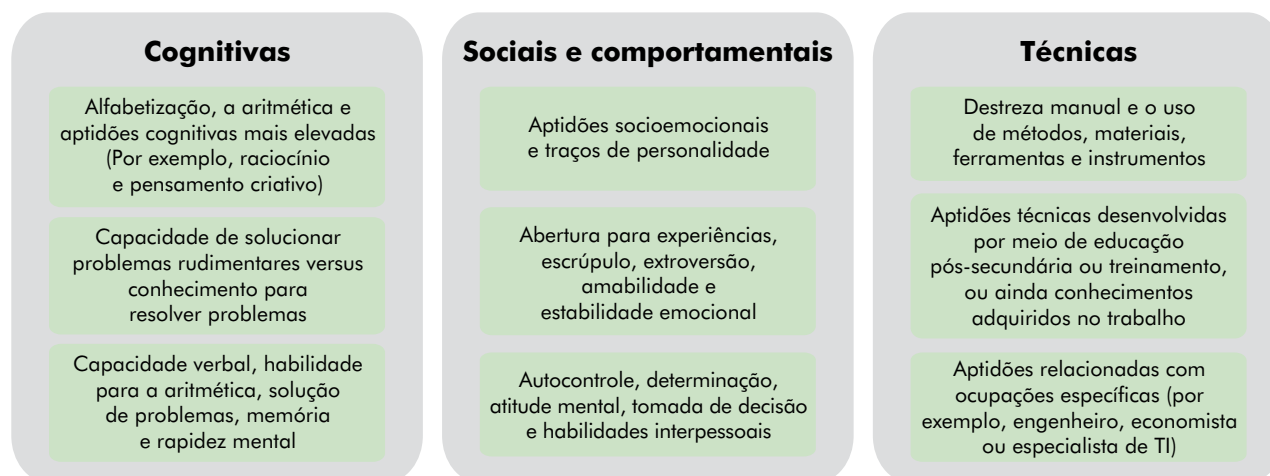 Cognitivas
Alfabetização, a aritmética e
aptidões cognitivas mais elevadas
(Por exemplo, raciocínio
e pensamento criativo)
Capacidade de solucionar
problemas rudimentares versus
conhecimento para
resolver problemas
Capacidade verbal, habilidade
para a aritmética, solução
de problemas, memória
e rapidez mental
Sociais e comportamentais
Aptidões socioemocionais
e traços de personalidade
Abertura para experiências,
escrúpulo, extroversão,
amabilidade e
estabilidade emocional
Autocontrole, determinação,
atitude mental, tomada de decisão
e habilidades interpessoais
Técnicas
Destreza manual e o uso
de métodos, materiais,
ferramentas e instrumentos
Aptidões técnicas desenvolvidas
por meio de educação
pós-secundária ou treinamento,
ou ainda conhecimentos
adquiridos no trabalho
Aptidões relacionadas com
ocupações específicas (por
exemplo, engenheiro, economista
ou especialista de TI)